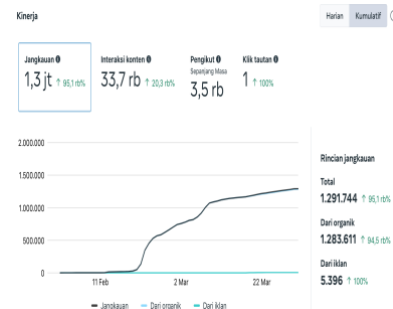 Kinerja
Harian Kumulatif
Jangkauan
1,3 jt ↑ 95,1 rb%
Interaksi konten
33,7 rb ↑ 20,3 rb%
Pengikut
Sepanjang Masa
3,5 rb
Klik tautan
1 ↑ 100%
2.000.000
1.500.000
1.000.000
500.000
0
11 Feb 2 Mar 22 Mar
Jangkauan Dari organik Dari iklan
Rincian jangkauan
Total
1.291.744 ↑ 95,1 rb%
Dari organik
1.283.611 ↑ 94,5 rb%
Dari iklan
5.396 ↑ 100%